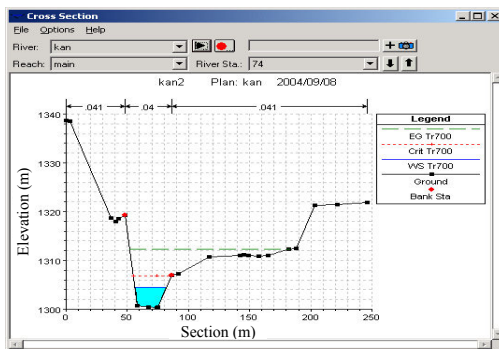 Cross Section
File Options Help
River: kan
Reach: main River Sta.: 74
kan2 Plan: kan 2004/09/08
.041 .04 .041
Legend
EG Tr700
Crit Tr700
WS Tr700
Ground
Bank Sta
Elevation (m)
1340
1330
1320
1310
1300
0 50 100 150 200 250
Section (m)